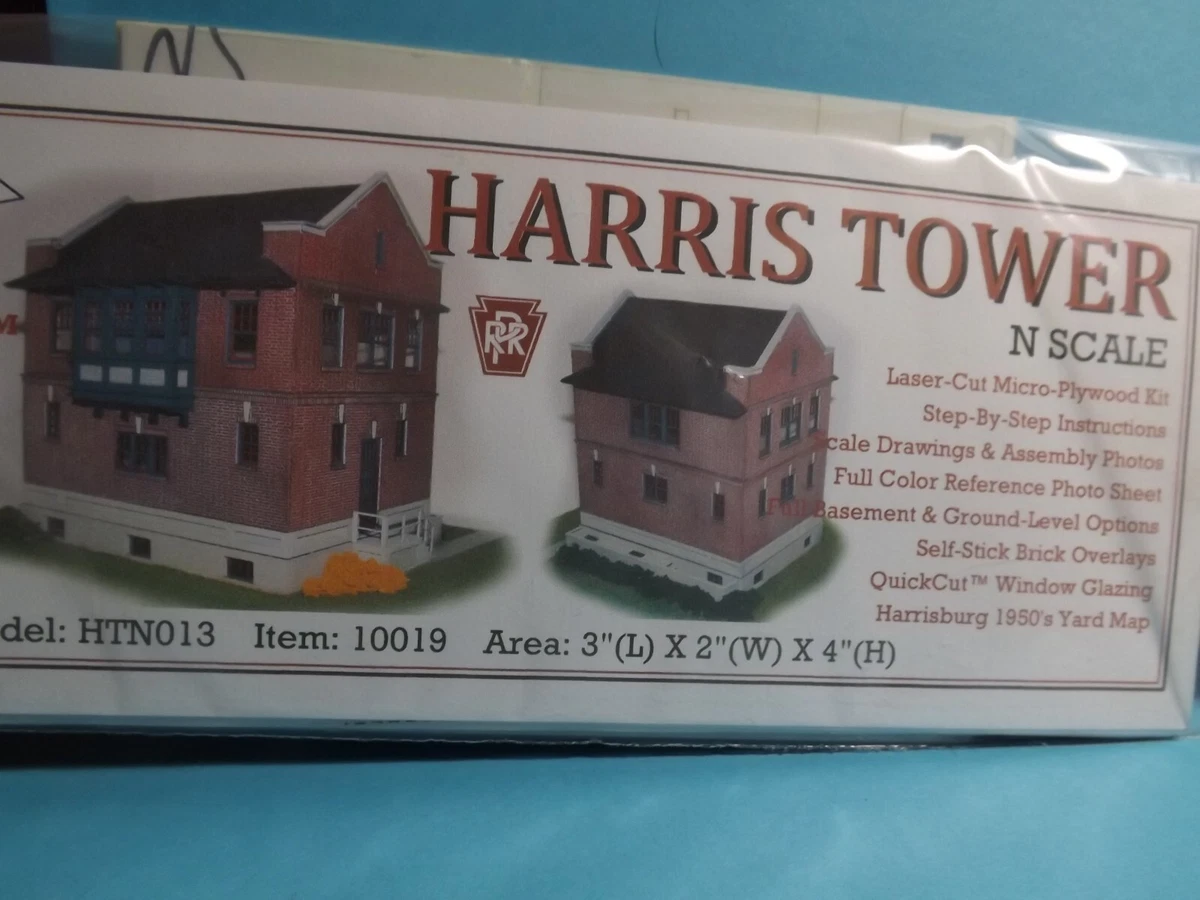 NS
HARRIS TOWER
PRR
N SCALE
Laser-Cut Micro-Plywood Kit
Step-By-Step Instructions
Scale Drawings & Assembly Photos
Full Color Reference Photo Sheet
Full Basement & Ground-Level Options
Self-Stick Brick Overlays
QuickCut™ Window Glazing
Harrisburg 1950's Yard Map
del: HTN013 Item: 10019 Area: 3"(L) X 2"(W) X 4"(H)